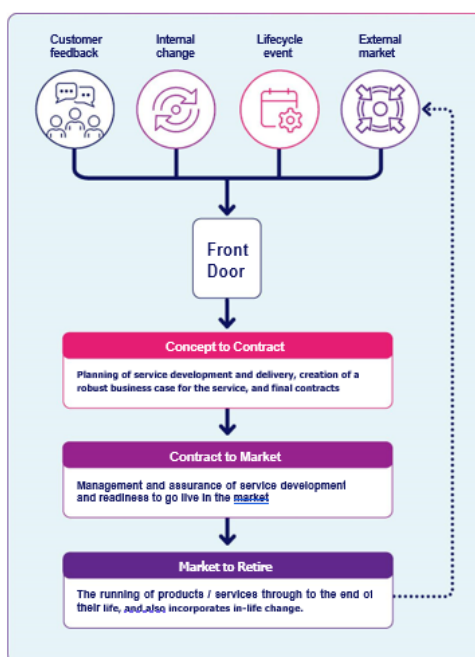 Customer feedback
Internal change
Lifecycle event
External market
Front
Door
Concept to Contract
Planning of service development and delivery, creation of a
robust business case for the service, and final contracts
Contract to Market
Management and assurance of service development
and readiness to go live in the market
Market to Retire
The running of products / services through to the end of
their life, and also incorporates in-life change.